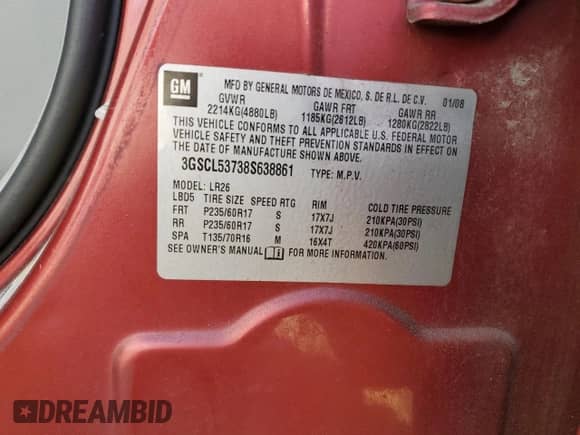 GM
MFD BY GENERAL MOTORS DE MEXICO, S. DE R.L. DE C.V. 01/08
GVWR GAWR FRT GAWR RR
2214KG(4880LB) 1185KG(2612LB) 1280KG(2822LB)
THIS VEHICLE CONFORMS TO ALL APPLICABLE U.S. FEDERAL MOTOR
VEHICLE SAFETY AND THEFT PREVENTION STANDARDS IN EFFECT ON
THE DATE OF MANUFACTURE SHOWN ABOVE.
3GSCL53738S638861 TYPE: M.P.V.
MODEL: LR26
LBD5 TIRE SIZE SPEED RTG RIM COLD TIRE PRESSURE
FRT P235/60R17 S 17X7J 210KPA(30PSI)
RR P235/60R17 S 17X7J 210KPA(30PSI)
SPA T135/70R16 M 16X4T 420KPA(60PSI)
SEE OWNER'S MANUAL FOR MORE INFORMATION
DREAMBID